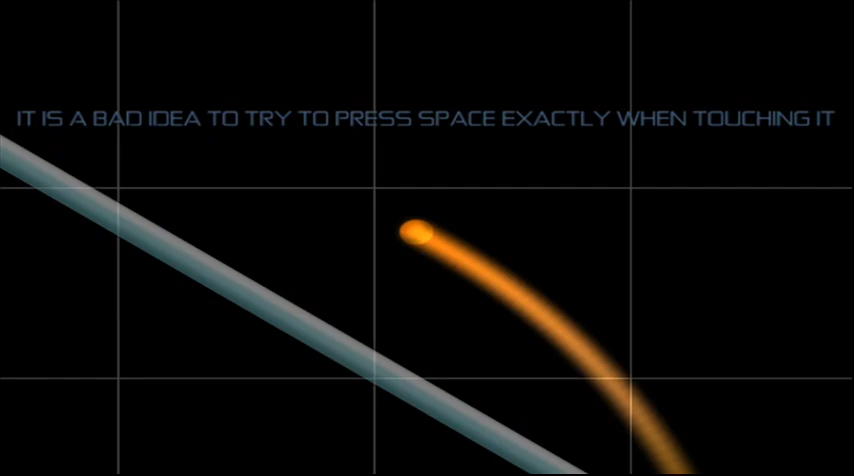 IT IS A BAD IDEA TO TRY TO PRESS SPACE EXACTLY WHEN TOUCHING IT